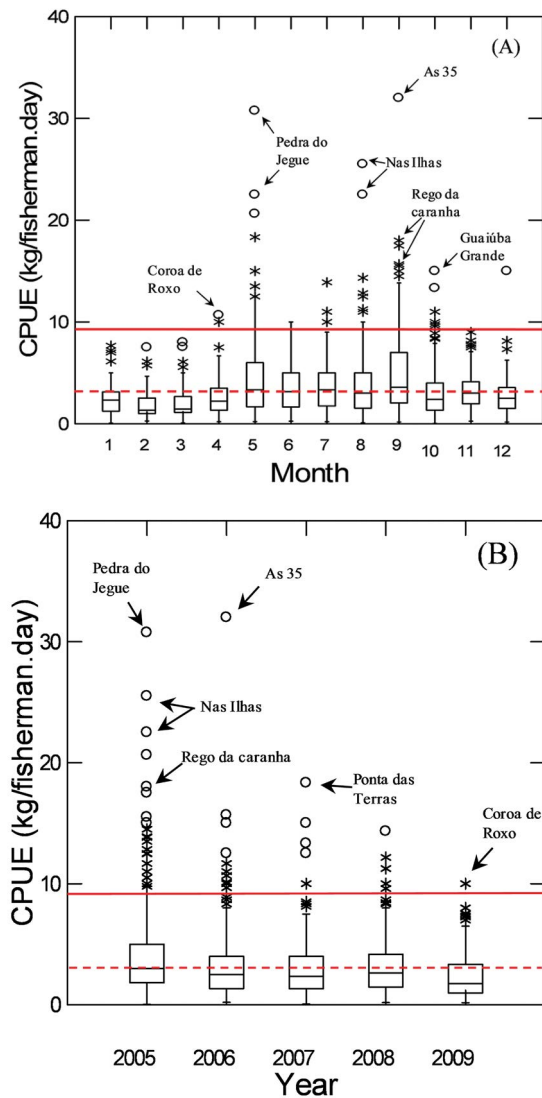 40
(A)
As 35
30
Pedra do
Jegue
Nas Ilhas
20
Rego da
caranha
Guaiúba
Grande
Coroa de
Roxo
10
0
CPUE (kg/fisherman.day)
1 2 3 4 5 6 7 8 9 10 11 12
Month
40
(B)
Pedra do
Jegue
As 35
30
Nas Ilhas
Rego da caranha
20
Ponta das
Terras
Coroa de
Roxo
10
0
CPUE (kg/fisherman.day)
2005 2006 2007 2008 2009
Year